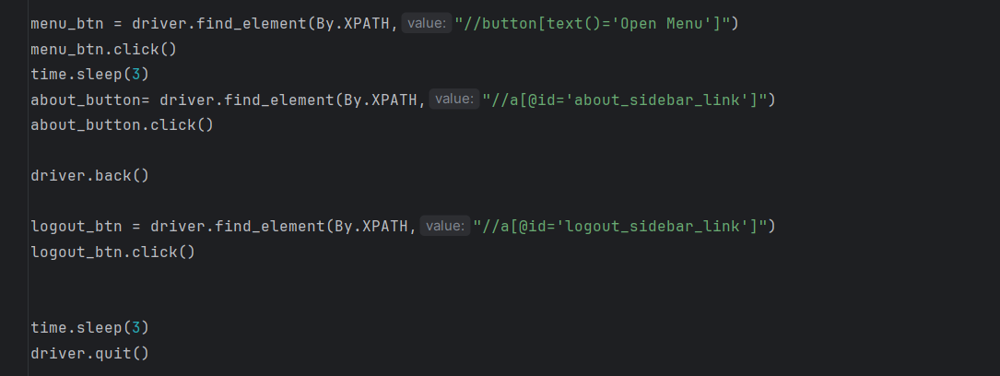 menu_btn = driver.find_element(By.XPATH, value: "//button[text()='Open Menu']")
menu_btn.click()
time.sleep(3)
about_button= driver.find_element(By.XPATH, value: "//a[@id='about_sidebar_link']")
about_button.click()
driver.back()
logout_btn = driver.find_element(By.XPATH, value: "//a[@id='logout_sidebar_link']")
logout_btn.click()
time.sleep(3)
driver.quit()